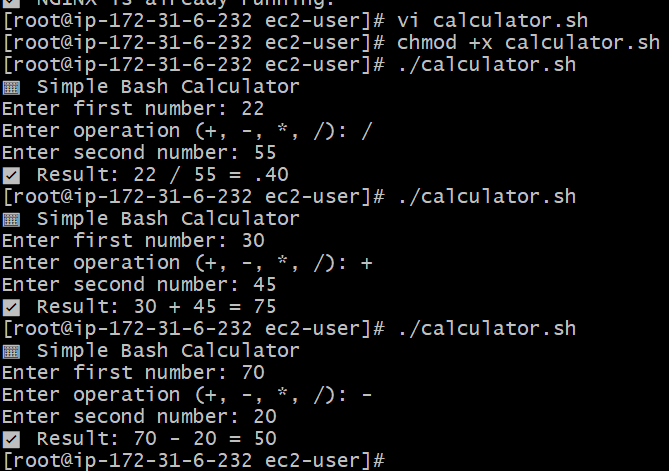 ✅ NGINX is already running.
[root@ip-172-31-6-232 ec2-user]# vi calculator.sh
[root@ip-172-31-6-232 ec2-user]# chmod +x calculator.sh
[root@ip-172-31-6-232 ec2-user]# ./calculator.sh
🧮 Simple Bash Calculator
Enter first number: 22
Enter operation (+, -, *, /): /
Enter second number: 55
✅ Result: 22 / 55 = .40
[root@ip-172-31-6-232 ec2-user]# ./calculator.sh
🧮 Simple Bash Calculator
Enter first number: 30
Enter operation (+, -, *, /): +
Enter second number: 45
✅ Result: 30 + 45 = 75
[root@ip-172-31-6-232 ec2-user]# ./calculator.sh
🧮 Simple Bash Calculator
Enter first number: 70
Enter operation (+, -, *, /): -
Enter second number: 20
✅ Result: 70 - 20 = 50
[root@ip-172-31-6-232 ec2-user]#